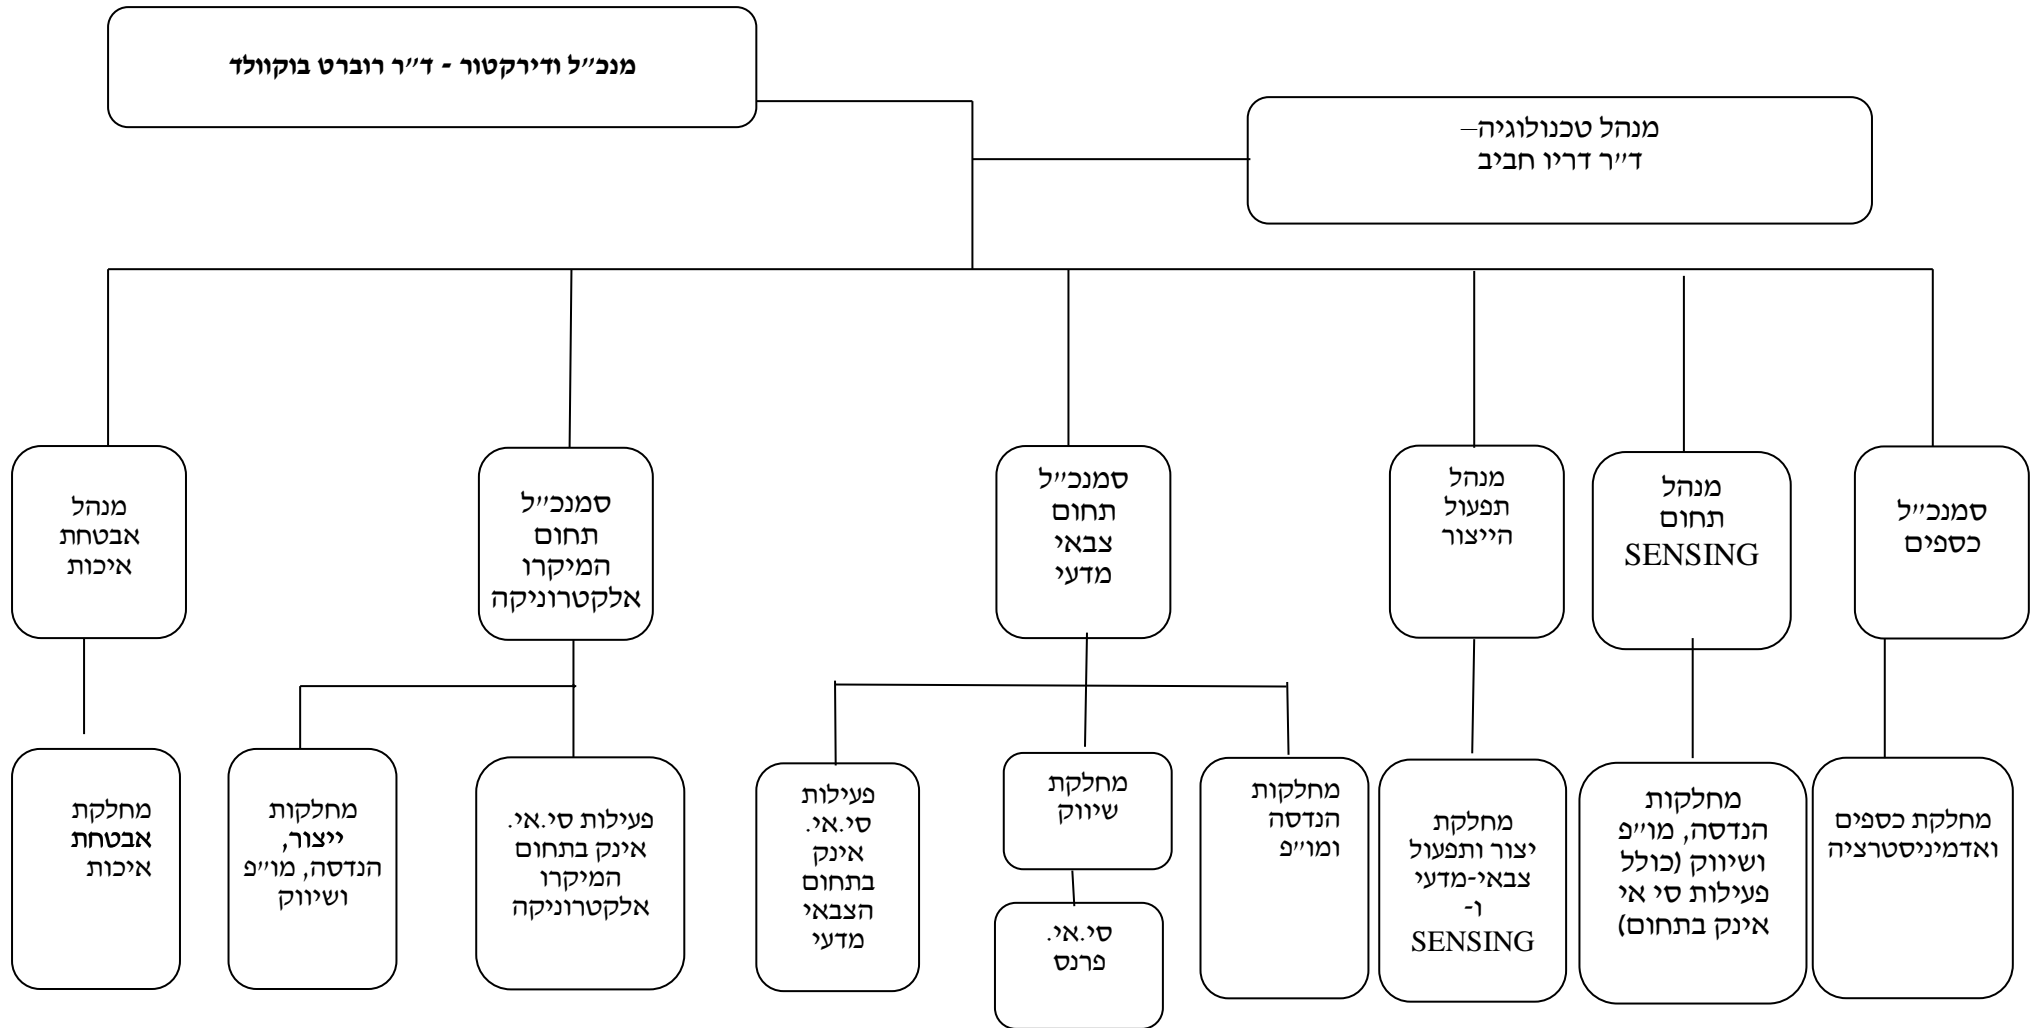 מנכ״ל ודירקטור - ד״ר רוברט בוקוולד
מנהל טכנולוגיה–
ד״ר דריו חביב
סמנכ״ל
כספים
מנהל
תחום
SENSING
מנהל
תפעול
הייצור
סמנכ״ל
תחום
צבאי
מדעי
סמנכ״ל
תחום
המיקרו
אלקטרוניקה
מנהל
אבטחת
איכות
מחלקת כספים
ואדמיניסטרציה
מחלקות
הנדסה, מו״פ
ושיווק (כולל
פעילות סי אי
אינק בתחום)
מחלקת
יצור ותפעול
צבאי-מדעי
ו-
SENSING
מחלקות
הנדסה
ומו״פ
מחלקת
שיווק
סי.אי.
פרנס
פעילות
סי.אי.
אינק
בתחום
הצבאי
מדעי
פעילות סי.אי.
אינק בתחום
המיקרו
אלקטרוניקה
מחלקות
ייצור,
הנדסה, מו״פ
ושיווק
מחלקת
אבטחת
איכות